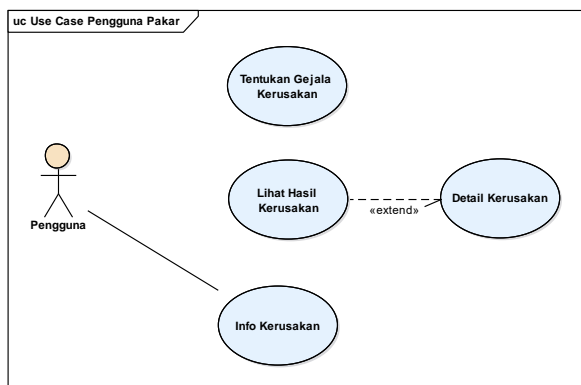 uc Use Case Pengguna Pakar
Tentukan Gejala
Kerusakan
Pengguna
Lihat Hasil
Kerusakan
«extend»
Detail Kerusakan
Info Kerusakan